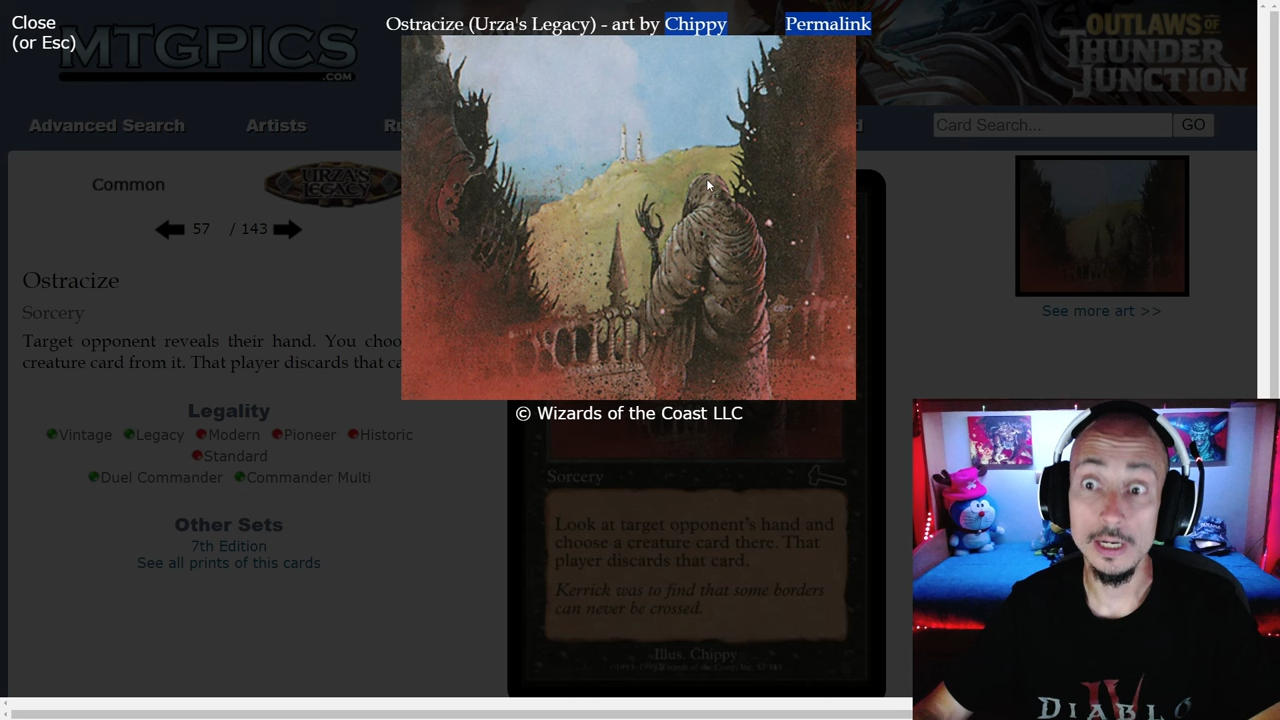 Close
(or Esc)
Ostracize (Urza's Legacy) - art by Chippy Permalink
MTGPICS
.COM
OUTLAWS OF
THUNDER
JUNCTION
Advanced Search Artists Ru d Card Search... GO
Common
URZA'S
LEGACY
57 / 143
Ostracize
Sorcery
Target opponent reveals their hand. You choo
creature card from it. That player discards that ca
See more art >>
© Wizards of the Coast LLC
Legality
Vintage Legacy Modern Pioneer Historic
Standard
Duel Commander Commander Multi
Other Sets
7th Edition
See all prints of this cards
Sorcery
Look at target opponent's hand and
choose a creature card there. That
player discards that card.
Kerrick was to find that some borders
can never be crossed.
Illus. Chippy
DIABLO
IV